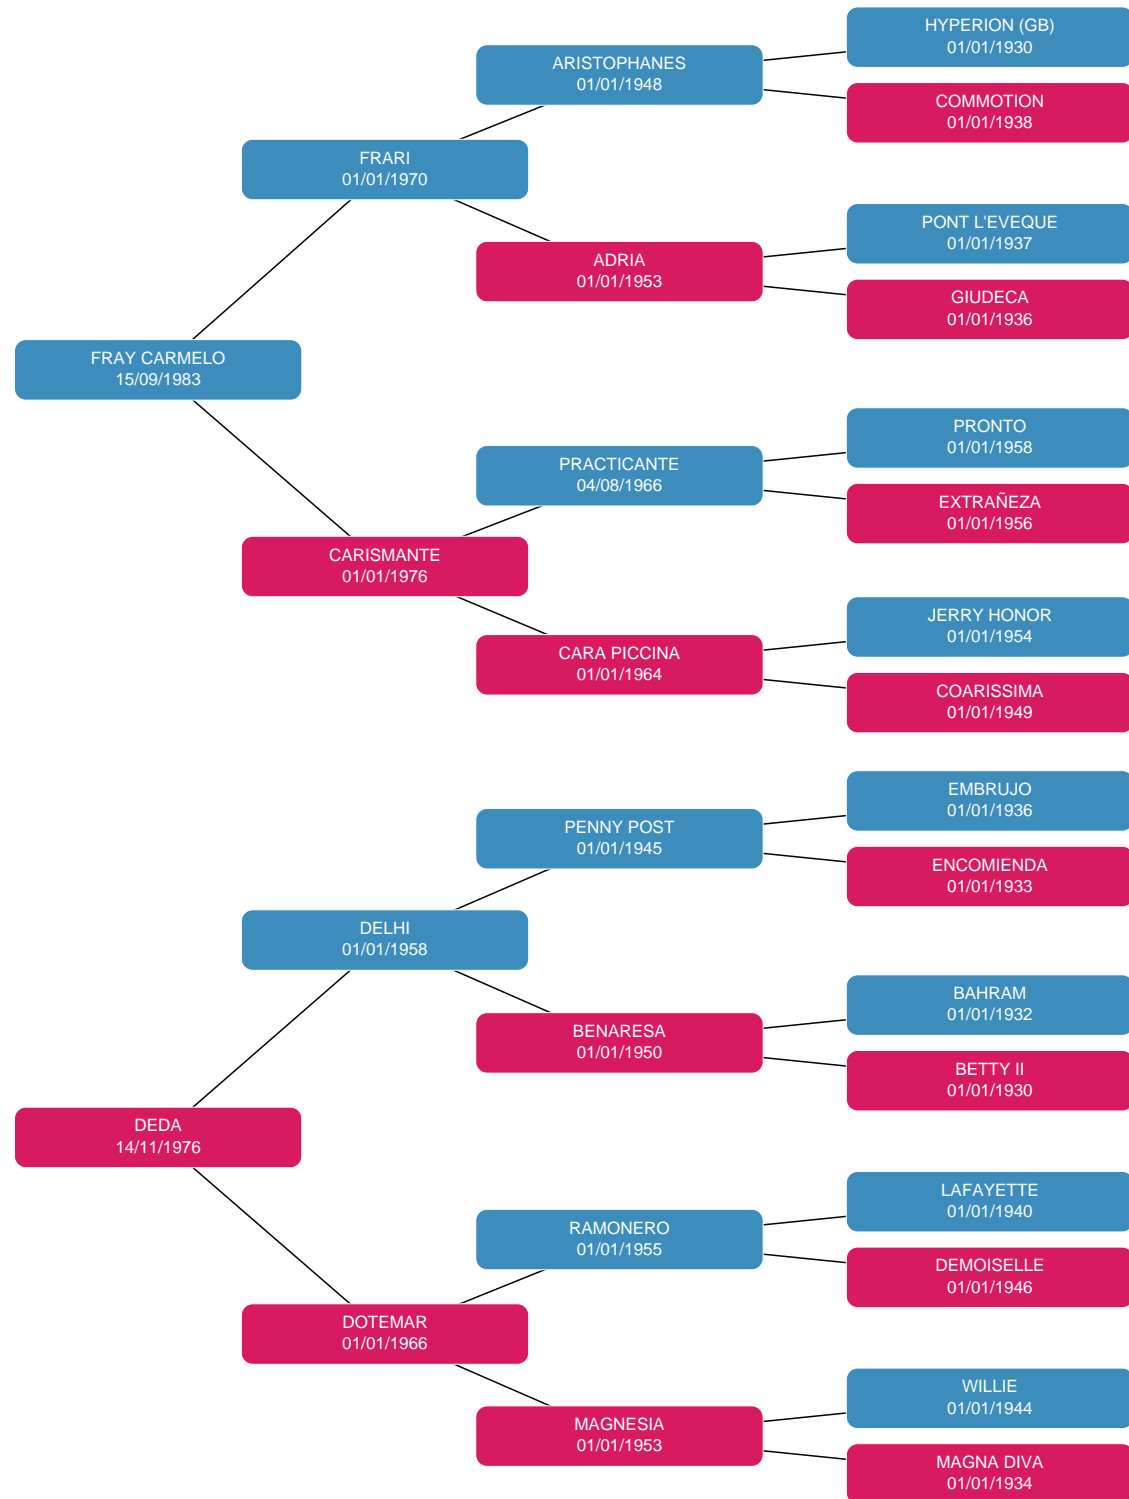 HYPERION (GB)
01/01/1930
ARISTOPHANES
01/01/1948
COMMOTION
01/01/1938
FRARI
01/01/1970
PONT L'EVEQUE
01/01/1937
ADRIA
01/01/1953
GIUDECA
01/01/1936
FRAY CARMELO
15/09/1983
PRONTO
01/01/1958
PRACTICANTE
04/08/1966
EXTRAÑEZA
01/01/1956
CARISMANTE
01/01/1976
JERRY HONOR
01/01/1954
CARA PICCINA
01/01/1964
COARISSIMA
01/01/1949
EMBRUJO
01/01/1936
PENNY POST
01/01/1945
ENCOMIENDA
01/01/1933
DELHI
01/01/1958
BAHRAM
01/01/1932
BENARESA
01/01/1950
BETTY II
01/01/1930
DEDA
14/11/1976
LAFAYETTE
01/01/1940
RAMONERO
01/01/1955
DEMOISELLE
01/01/1946
DOTEMAR
01/01/1966
WILLIE
01/01/1944
MAGNESIA
01/01/1953
MAGNA DIVA
01/01/1934